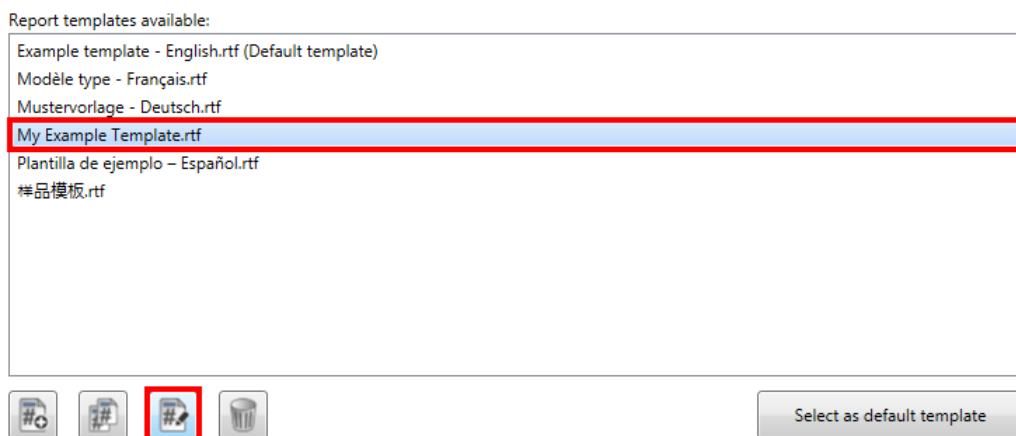 Report templates available:
Example template - English.rtf (Default template)
Modèle type - Français.rtf
Mustervorlage - Deutsch.rtf
My Example Template.rtf
Plantilla de ejemplo – Español.rtf
样品模板.rtf
Select as default template